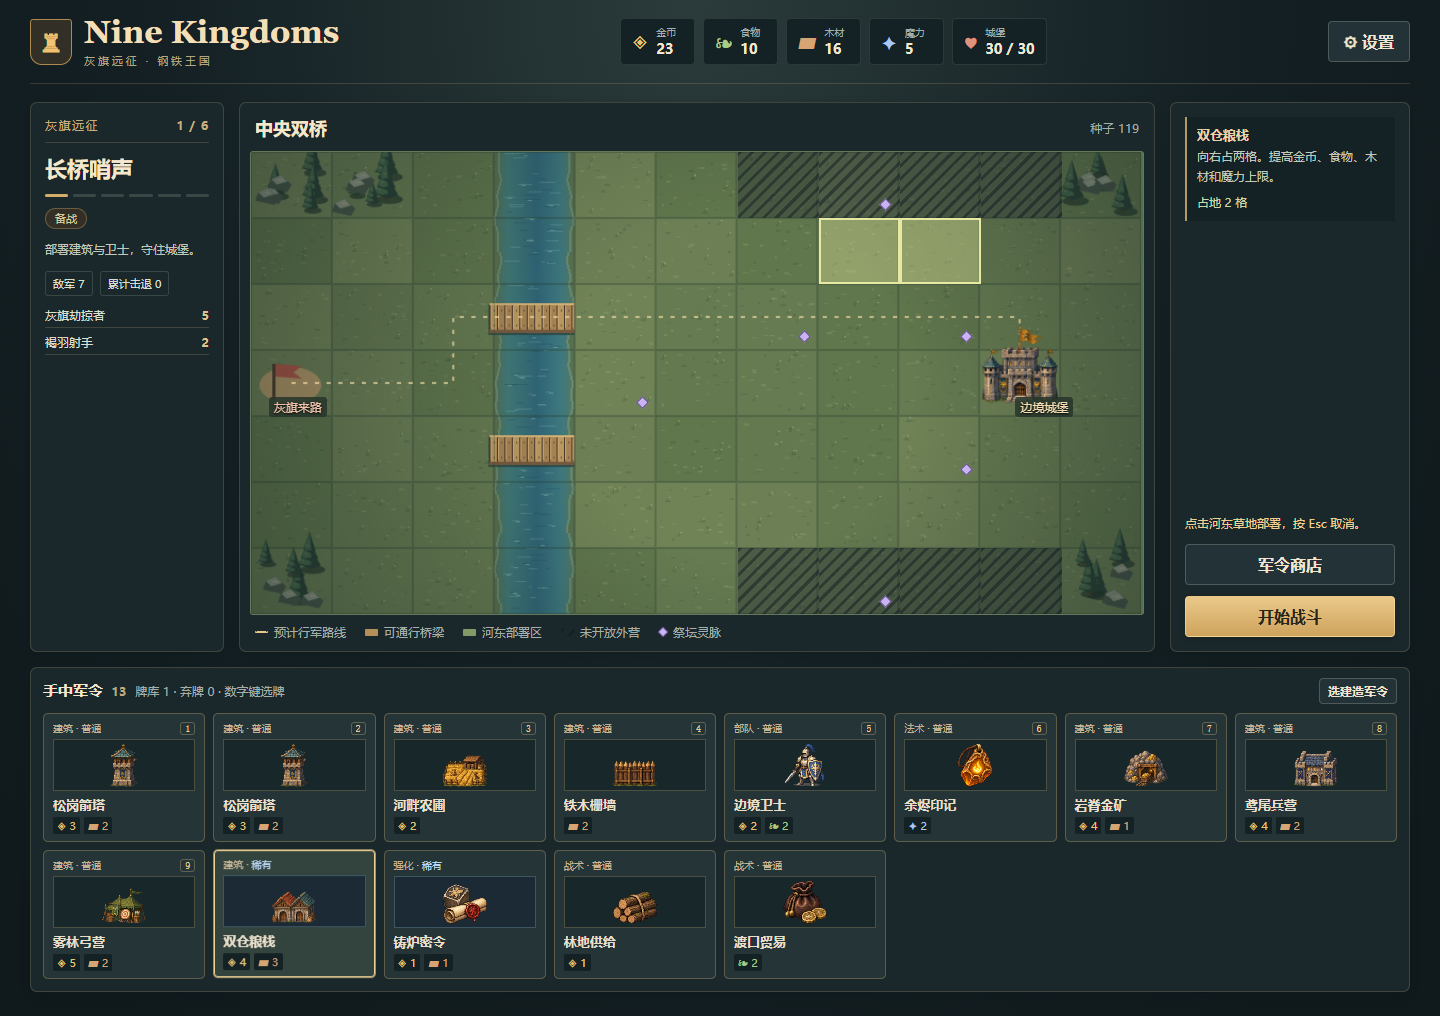 Nine Kingdoms
灰旗远征 · 钢铁王国
金币
23
食物
10
木材
16
魔力
5
城堡
30 / 30
设置
灰旗远征 1 / 6
长桥哨声
备战
部署建筑与卫士，守住城堡。
敌军 7 累计击退 0
灰旗劫掠者 5
褐羽射手 2
中央双桥 种子 119
灰旗来路
边境城堡
预计行军路线 可通行桥梁 河东部署区 未开放外营 祭坛灵脉
双仓粮栈
向右占两格。提高金币、食物、木
材和魔力上限。
占地 2 格
点击河东草地部署，按 Esc 取消。
军令商店
开始战斗
手中军令 13 牌库 1 · 弃牌 0 · 数字键选牌
选建造军令
建筑 · 普通 1
松岗箭塔
3 2
建筑 · 普通 2
松岗箭塔
3 2
建筑 · 普通 3
河畔农圃
2
建筑 · 普通 4
铁木栅墙
2
部队 · 普通 5
边境卫士
2 2
法术 · 普通 6
余烬印记
2
建筑 · 普通 7
岩脊金矿
4 1
建筑 · 普通 8
鸢尾兵营
4 2
建筑 · 普通 9
雾林弓营
5 2
建筑 · 稀有
双仓粮栈
4 3
强化 · 稀有
铸炉密令
1 1
战术 · 普通
林地供给
1
战术 · 普通
渡口贸易
2